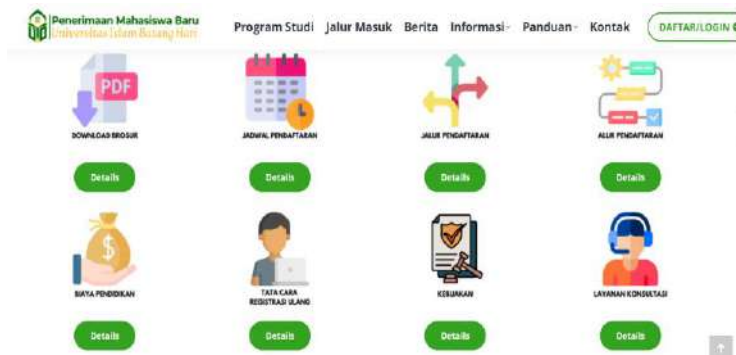 Penerimaan Mahasiswa Baru
Universitas Islam Batang Hari
Program Studi Jalur Masuk Berita Informasi Panduan Kontak DAFTAR/LOGIN
PDF
DOWNLOAD BROSUR JADWAL PENDAFTARAN JALUR PENDAFTARAN ALUR PENDAFTARAN
Details Details Details Details
$
BIAYA PENDIDIKAN TATA CARA KEBIJAKAN LAYANAN KONSULTASI
REGISTRASI ULANG
Details Details Details Details